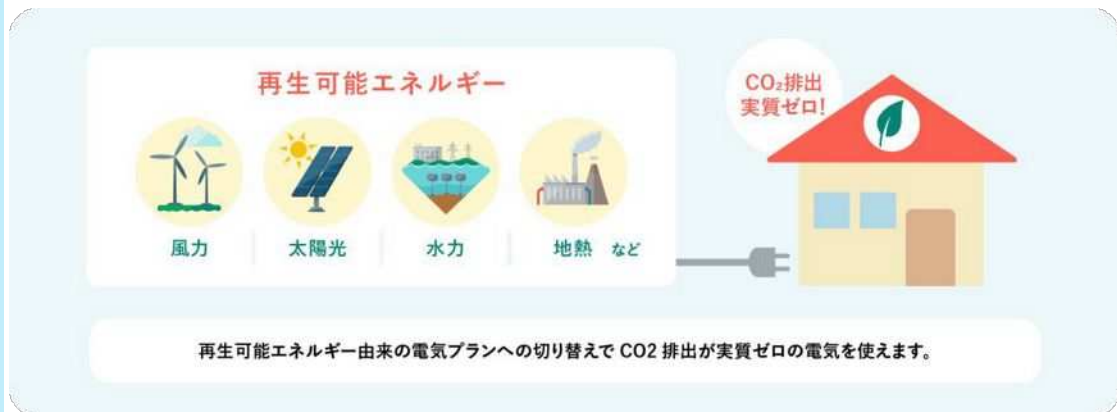 再生可能エネルギー
CO₂排出
実質ゼロ!
風力
太陽光
水力
地熱 など
再生可能エネルギー由来の電気プランへの切り替えで CO2 排出が実質ゼロの電気を使えます。